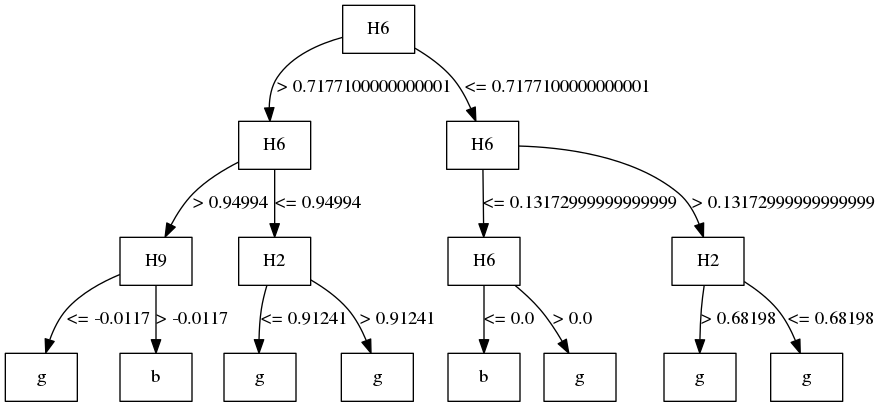 H6
> 0.7177100000000001 <= 0.7177100000000001
H6 H6
> 0.94994 <= 0.94994 <= 0.13172999999999999 > 0.13172999999999999
H9 H2 H6 H2
<= -0.0117 > -0.0117 <= 0.91241 > 0.91241 <= 0.0 > 0.0 > 0.68198 <= 0.68198
g b g g b g g g